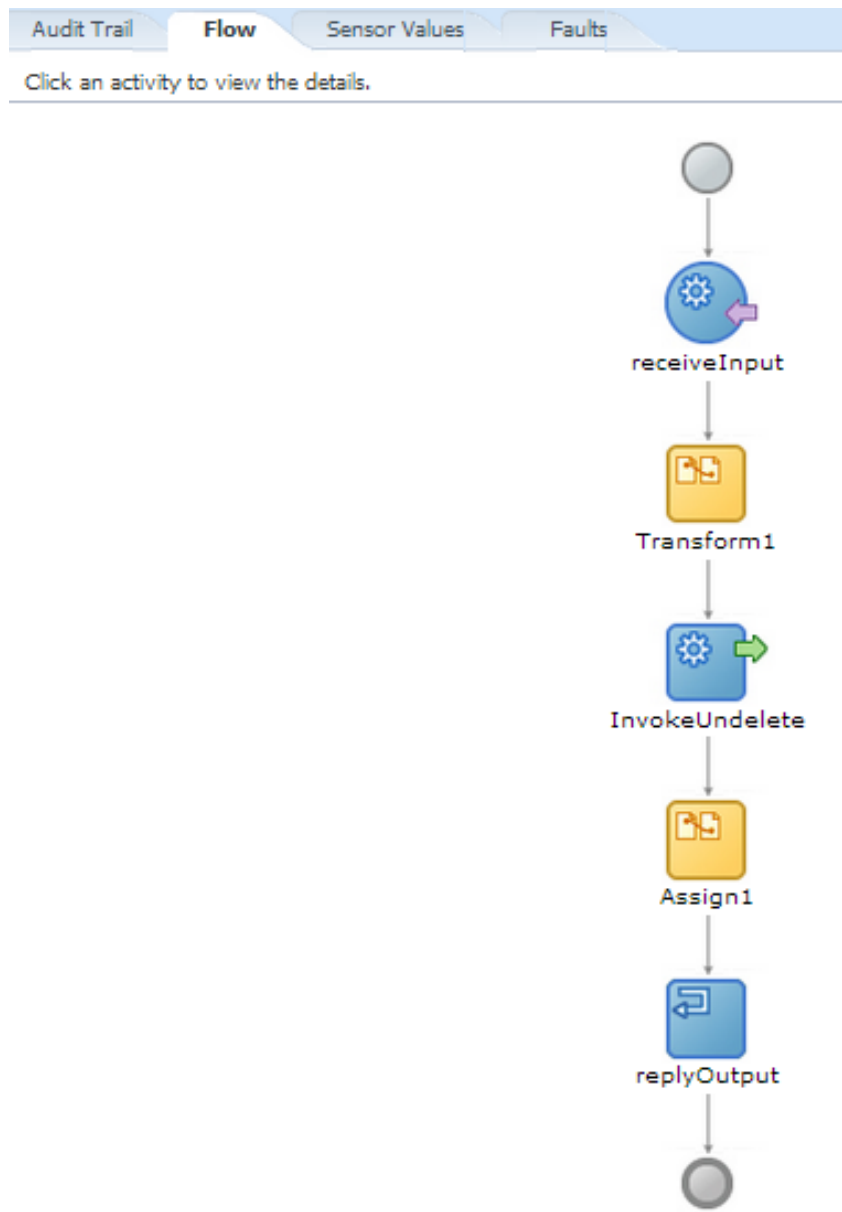 Audit Trail Flow Sensor Values Faults
Click an activity to view the details.
receiveInput
Transform1
InvokeUndelete
Assign1
replyOutput